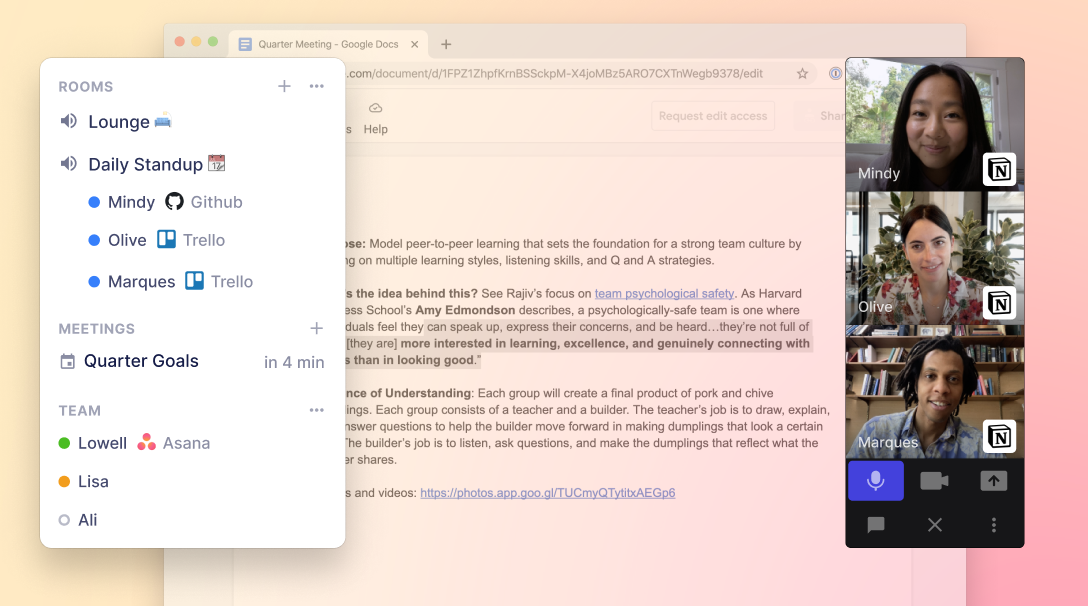 Quarter Meeting - Google Docs
.com/document/d/1FPZ1ZhpfKrnBSSckpM-X4joMBz5ARO7CXTnWegb9378/edit
Help
Request edit access
ROOMS
Lounge
Daily Standup
17
Mindy Github
Olive Trello
Marques Trello
MEETINGS
Quarter Goals in 4 min
TEAM
Lowell Asana
Lisa
Ali
Model peer-to-peer learning that sets the foundation for a strong team culture by
on multiple learning styles, listening skills, and Q and A strategies.
s the idea behind this? See Rajiv’s focus on team psychological safety. As Harvard
ess School’s Amy Edmondson describes, a psychologically-safe team is one where
duals feel they can speak up, express their concerns, and be heard…they’re not full of
[they are] more interested in learning, excellence, and genuinely connecting with
s than in looking good.”
nce of Understanding: Each group will create a final product of pork and chive
ings. Each group consists of a teacher and a builder. The teacher’s job is to draw, explain,
nswer questions to help the builder move forward in making dumplings that look a certain
The builder’s job is to listen, ask questions, and make the dumplings that reflect what the
er shares.
s and videos: https://photos.app.goo.gl/TUCmyQTytitxAEGp6
Mindy
N
Olive
N
Marques
N